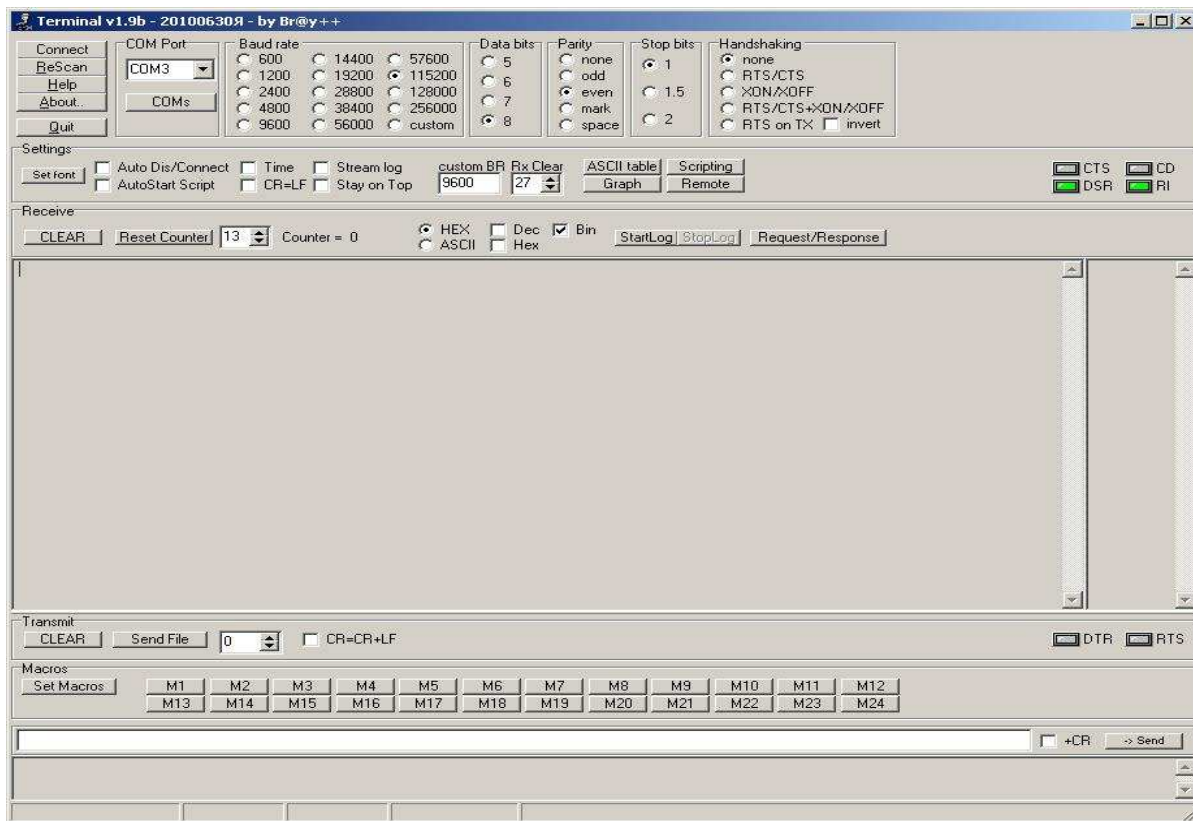 Terminal v1.9b - 20100630Я - by Br@y++
Connect
ReScan
Help
About..
Quit
COM Port
COM3
COMs
Baud rate
600 14400 57600
1200 19200 115200
2400 28800 128000
4800 38400 256000
9600 56000 custom
Data bits
5
6
7
8
Parity
none
odd
even
mark
space
Stop bits
1
1.5
2
Handshaking
none
RTS/CTS
XON/XOFF
RTS/CTS+XON/XOFF
RTS on TX invert
Settings
Set font
Auto Dis/Connect Time Stream log
AutoStart Script CR=LF Stay on Top
custom BR Rx Clear
9600 27
ASCII table Scripting
Graph Remote
CTS CD
DSR RI
Receive
CLEAR Reset Counter 13 Counter = 0
HEX Dec Bin
ASCII Hex
StartLog StopLog Request/Response
Transmit
CLEAR Send File 0 CR=CR+LF DTR RTS
Macros
Set Macros
M1 M2 M3 M4 M5 M6 M7 M8 M9 M10 M11 M12
M13 M14 M15 M16 M17 M18 M19 M20 M21 M22 M23 M24
+CR -> Send